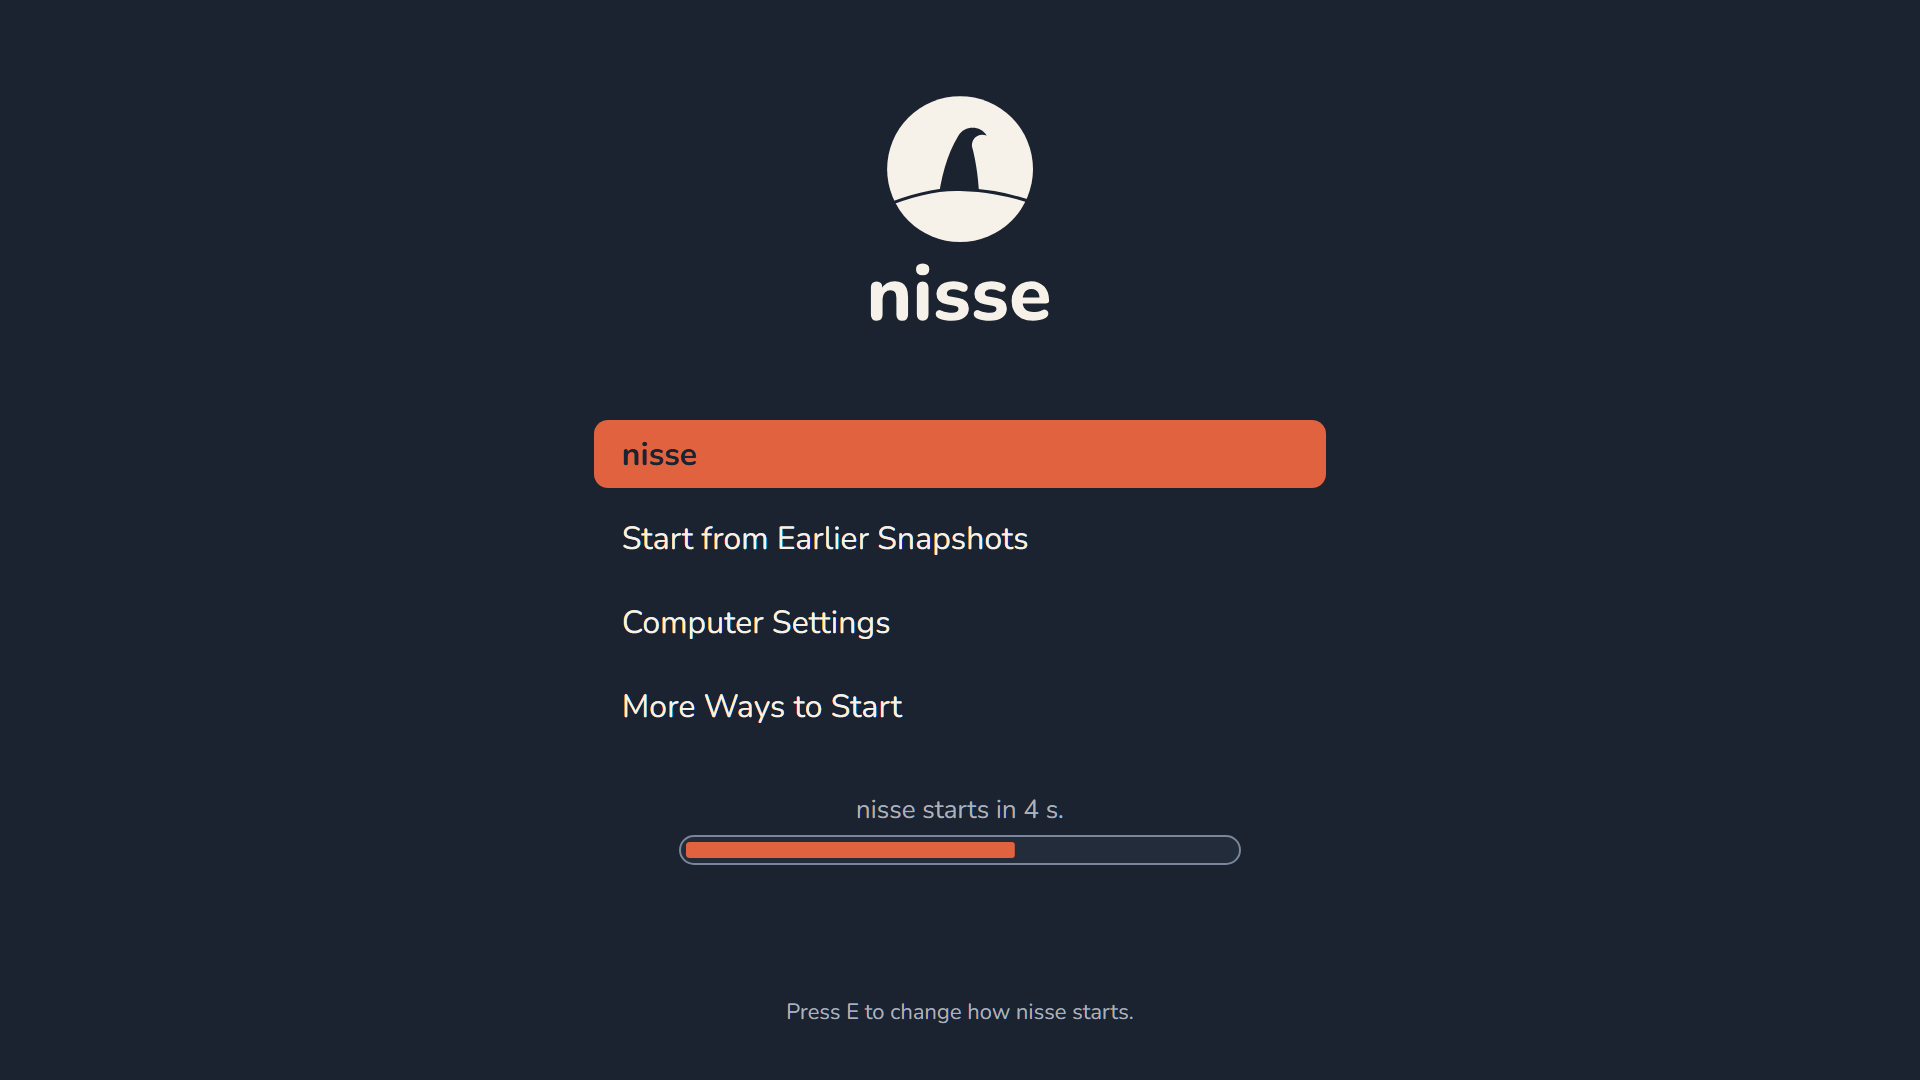 nisse
nisse
Start from Earlier Snapshots
Computer Settings
More Ways to Start
nisse starts in 4 s.
Press E to change how nisse starts.